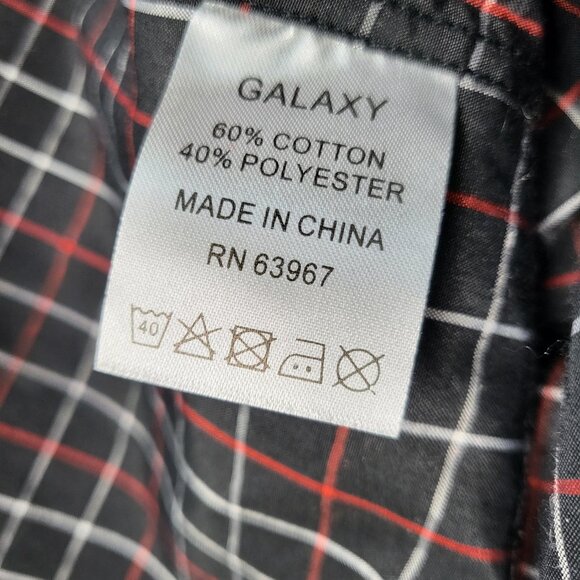 GALAXY
60% COTTON
40% POLYESTER
MADE IN CHINA
RN 63967
40